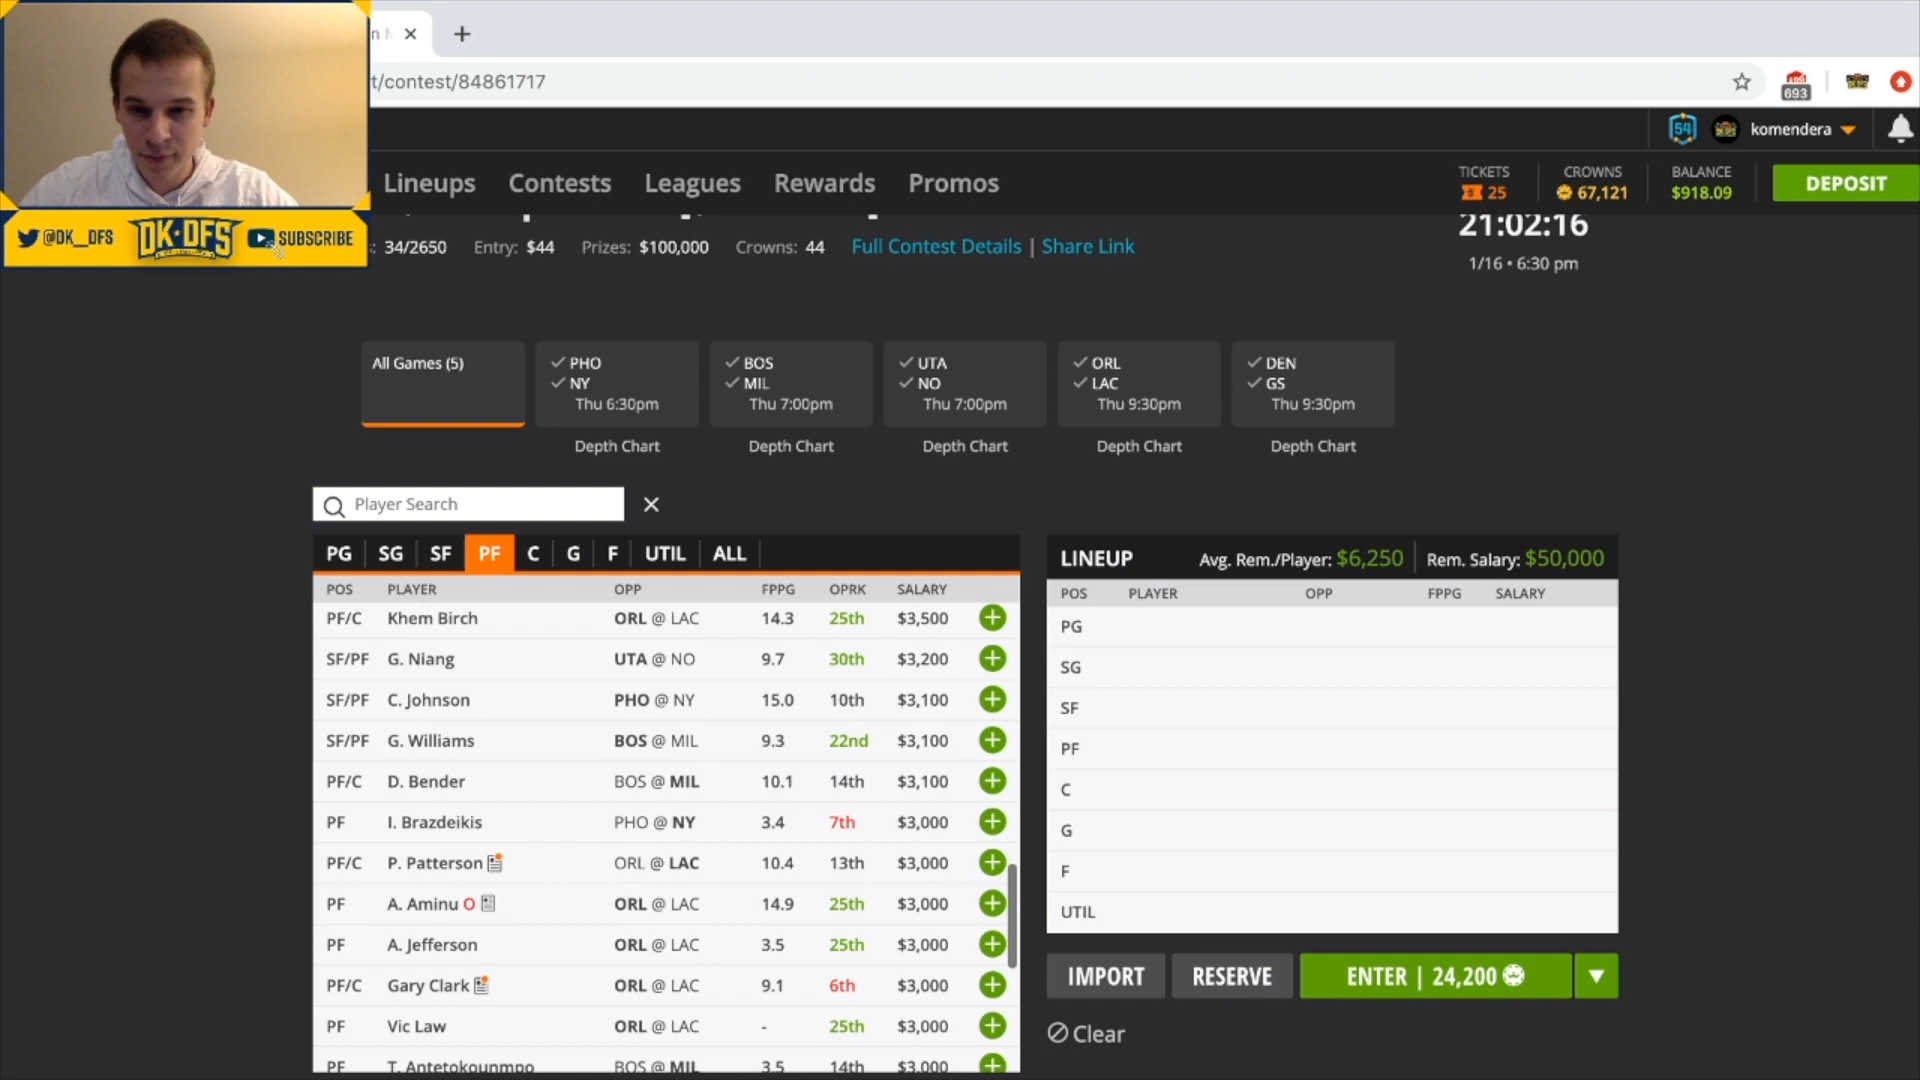 t/contest/84861717
693
54 komendera
Lineups Contests Leagues Rewards Promos
TICKETS 25
CROWNS 67,121
BALANCE $918.09
DEPOSIT
@DK_DFS DK DFS SUBSCRIBE
: 34/2650 Entry: $44 Prizes: $100,000 Crowns: 44 Full Contest Details | Share Link
21:02:16
1/16 • 6:30 pm
All Games (5)
PHO
NY
Thu 6:30pm
Depth Chart
BOS
MIL
Thu 7:00pm
Depth Chart
UTA
NO
Thu 7:00pm
Depth Chart
ORL
LAC
Thu 9:30pm
Depth Chart
DEN
GS
Thu 9:30pm
Depth Chart
Player Search
PG SG SF PF C G F UTIL ALL
POS PLAYER OPP FPPG OPRK SALARY
PF/C Khem Birch ORL @ LAC 14.3 25th $3,500
SF/PF G. Niang UTA @ NO 9.7 30th $3,200
SF/PF C. Johnson PHO @ NY 15.0 10th $3,100
SF/PF G. Williams BOS @ MIL 9.3 22nd $3,100
PF/C D. Bender BOS @ MIL 10.1 14th $3,100
PF I. Brazdeikis PHO @ NY 3.4 7th $3,000
PF/C P. Patterson ORL @ LAC 10.4 13th $3,000
PF A. Aminu O ORL @ LAC 14.9 25th $3,000
PF A. Jefferson ORL @ LAC 3.5 25th $3,000
PF/C Gary Clark ORL @ LAC 9.1 6th $3,000
PF Vic Law ORL @ LAC - 25th $3,000
PF T. Antetokounmpo BOS @ MIL 3.5 14th $3,000
LINEUP Avg. Rem./Player: $6,250 Rem. Salary: $50,000
POS PLAYER OPP FPPG SALARY
PG
SG
SF
PF
C
G
F
UTIL
IMPORT RESERVE ENTER | 24,200
Clear